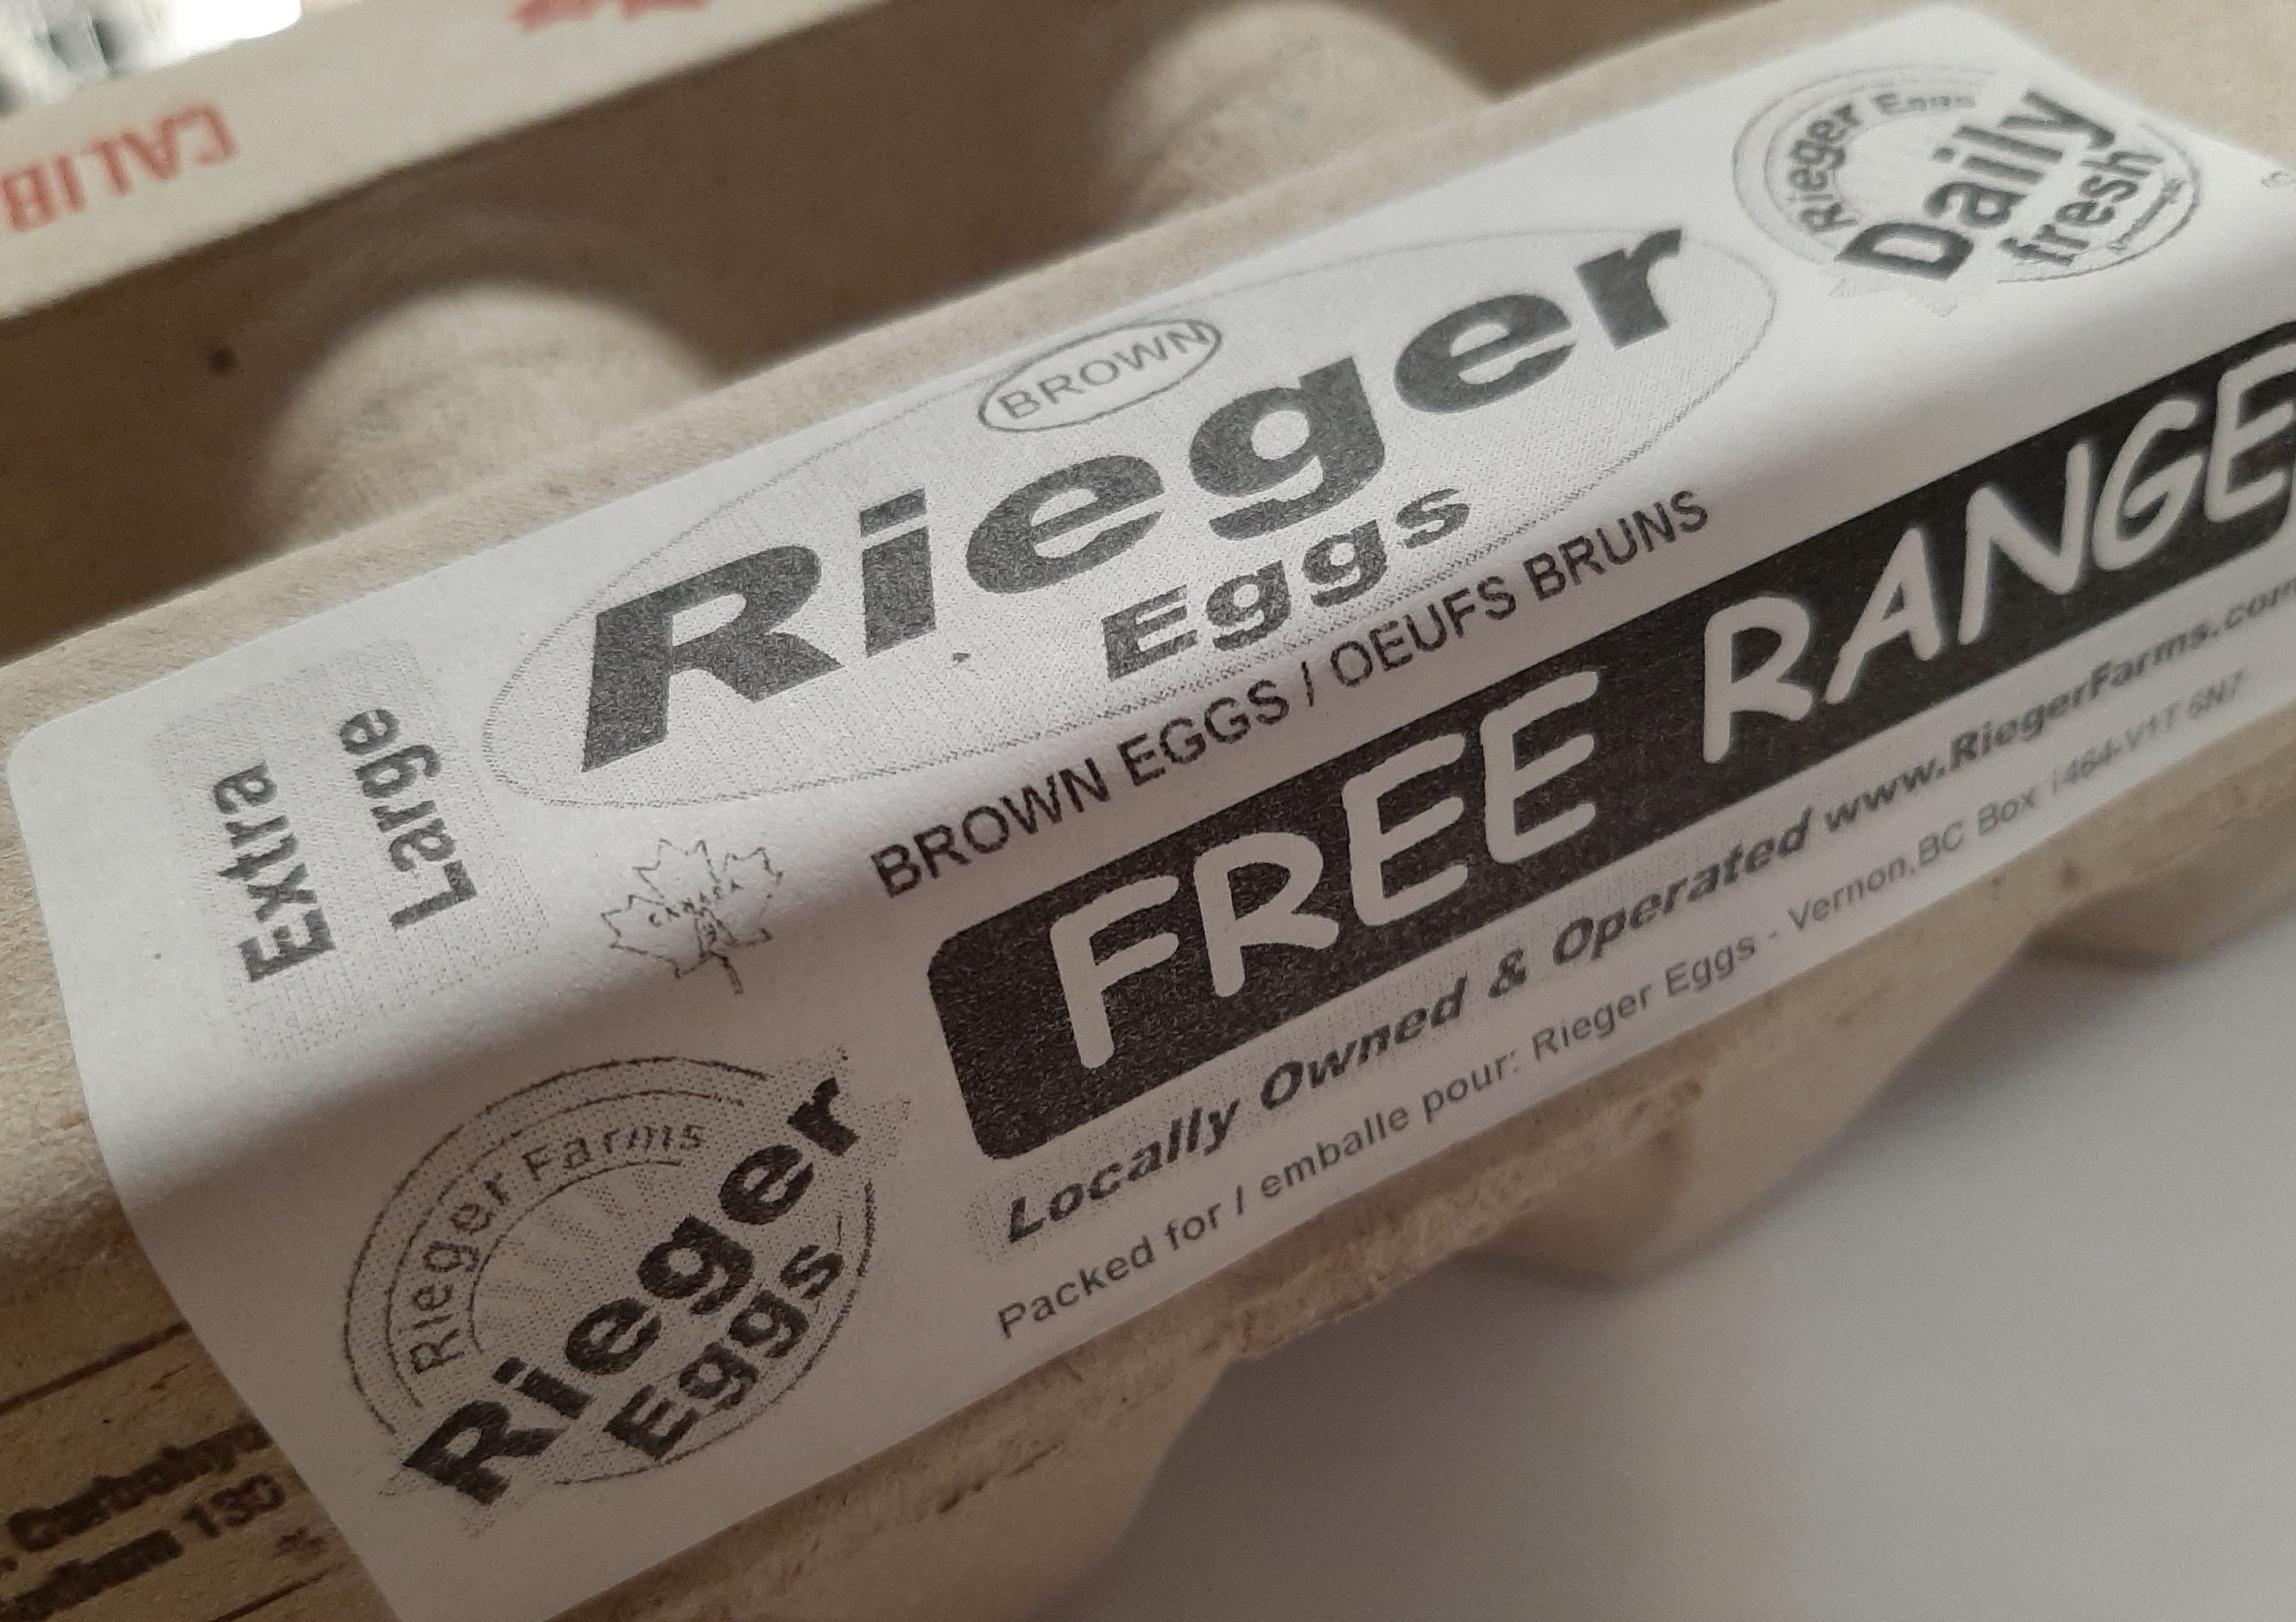 CALIB
Rieger Eggs
Daily
fresh
BROWN
Rieger
Eggs
Extra
Large
CANADA
BROWN EGGS / OEUFS BRUNS
FREE RANGE
Locally Owned & Operated www.RiegerFarms.com
Packed for / emballe pour: Rieger Eggs - Vernon,BC Box i464-V1T 6N7
Rieger Farms
Rieger
Eggs
130